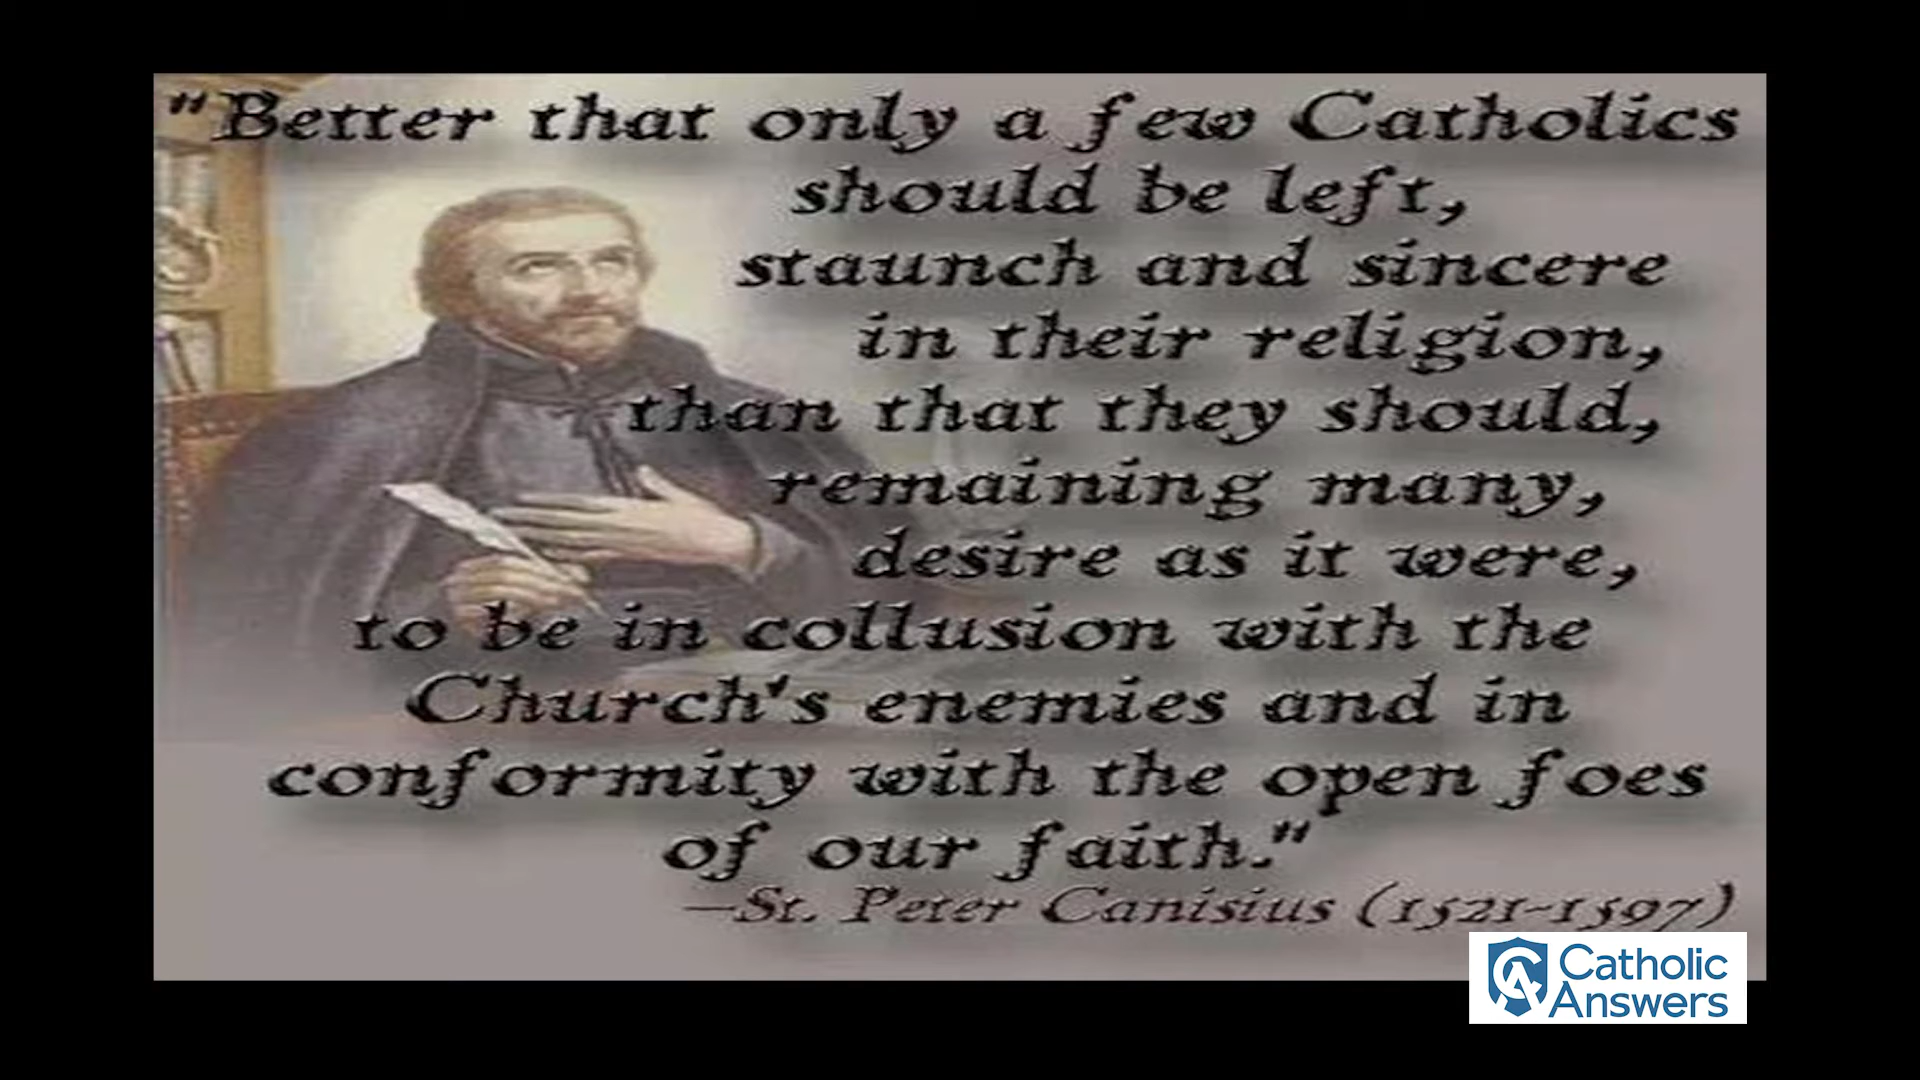 "Better that only a few Catholics
should be left,
staunch and sincere
in their religion,
than that they should,
remaining many,
desire as it were,
to be in collusion with the
Church's enemies and in
conformity with the open foes
of our faith."
—St. Peter Canisius (1521-1597)
Catholic
Answers